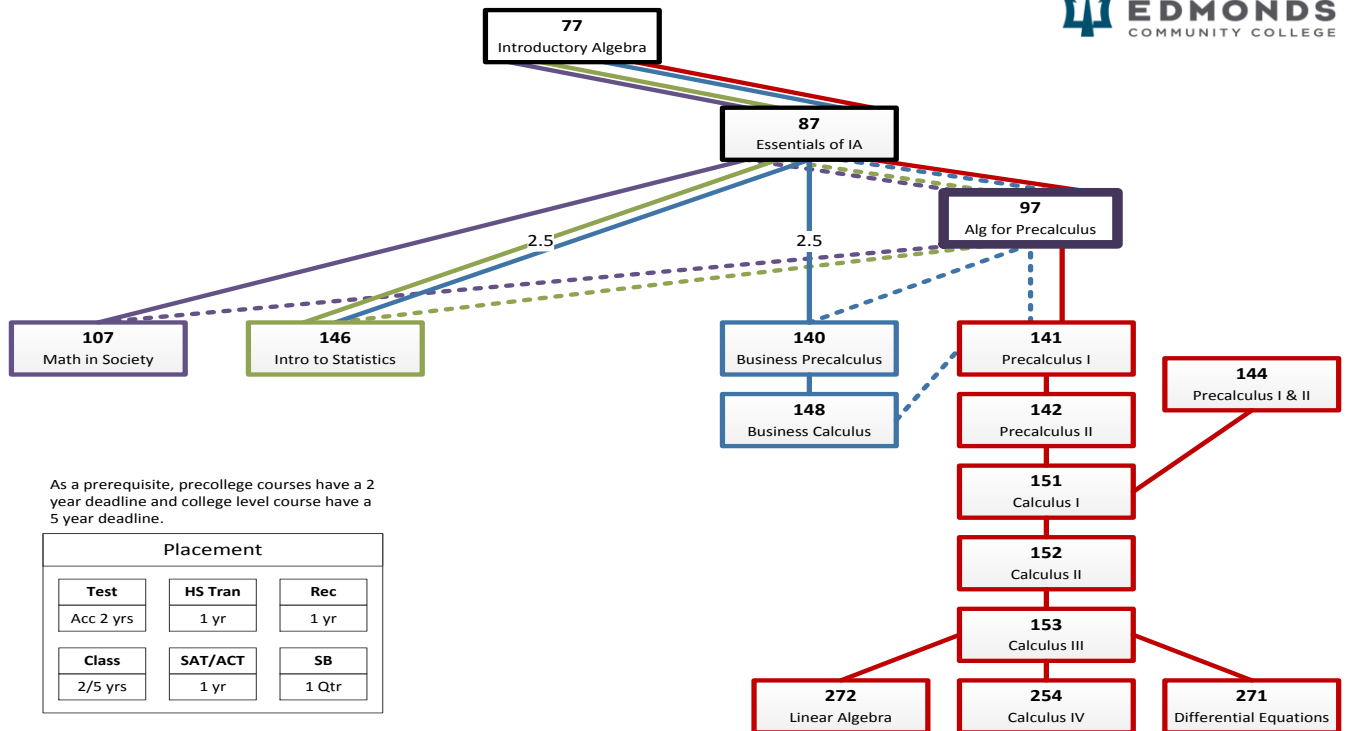 EDMONDS
COMMUNITY COLLEGE
77
Introductory Algebra
87
Essentials of IA
97
Alg for Precalculus
2.5
2.5
107
Math in Society
146
Intro to Statistics
140
Business Precalculus
141
Precalculus I
144
Precalculus I & II
148
Business Calculus
142
Precalculus II
151
Calculus I
152
Calculus II
153
Calculus III
272
Linear Algebra
254
Calculus IV
271
Differential Equations
As a prerequisite, precollege courses have a 2
year deadline and college level course have a
5 year deadline.
Placement
Test
Acc 2 yrs
HS Tran
1 yr
Rec
1 yr
Class
2/5 yrs
SAT/ACT
1 yr
SB
1 Qtr